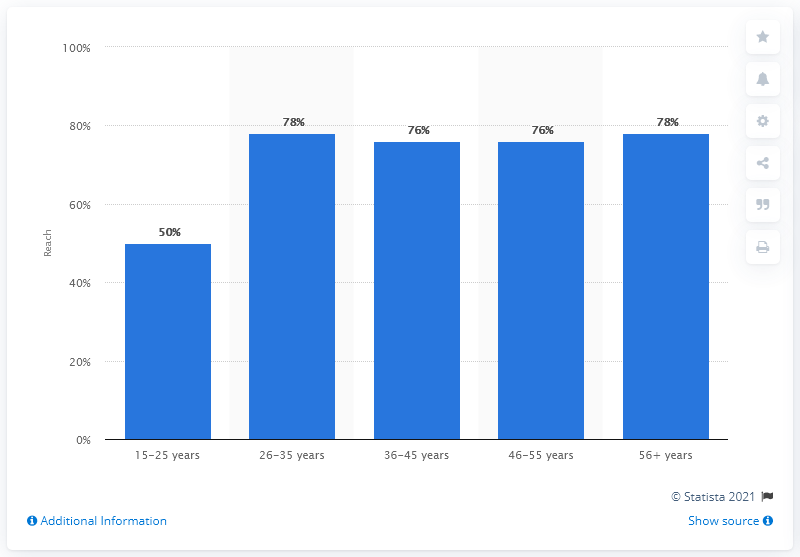 100%
80%
60%
40%
20%
0%
Reach
50%
78%
76%
76%
78%
15-25 years
26-35 years
36-45 years
46-55 years
56+ years
© Statista 2021
Additional Information
Show source